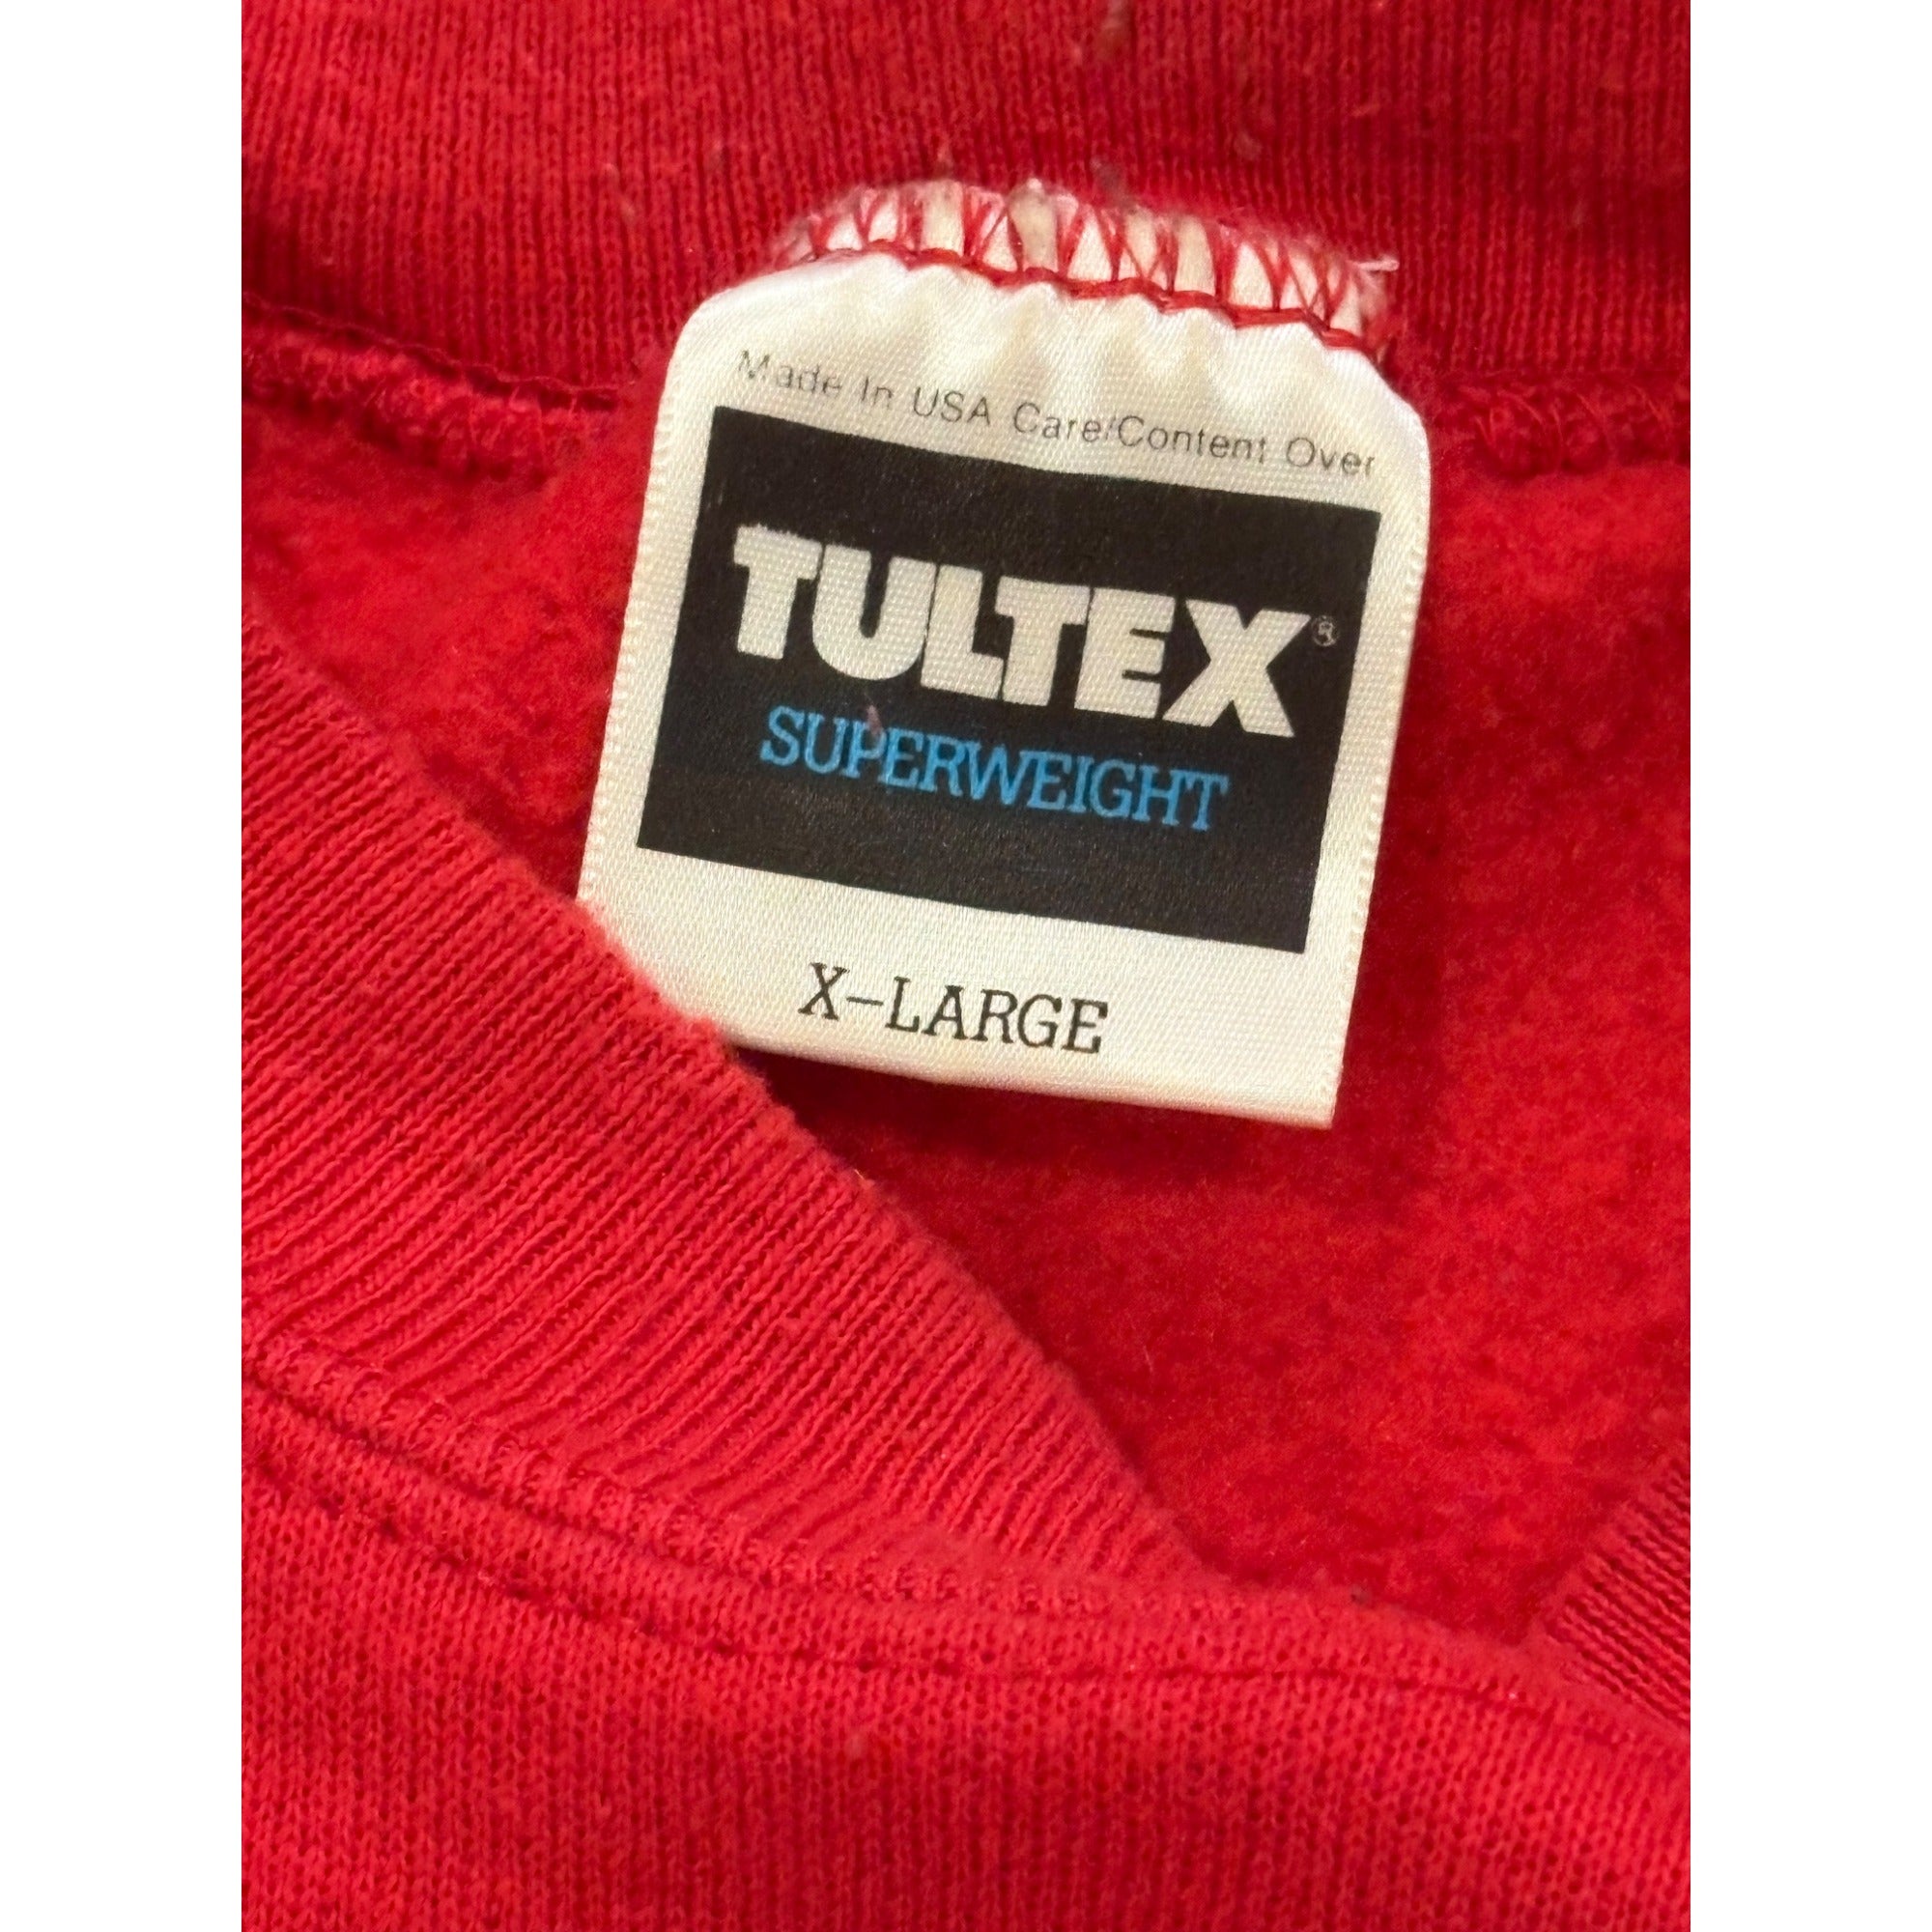 Made In USA Care/Content Over
TULTEX®
SUPERWEIGHT
X-LARGE